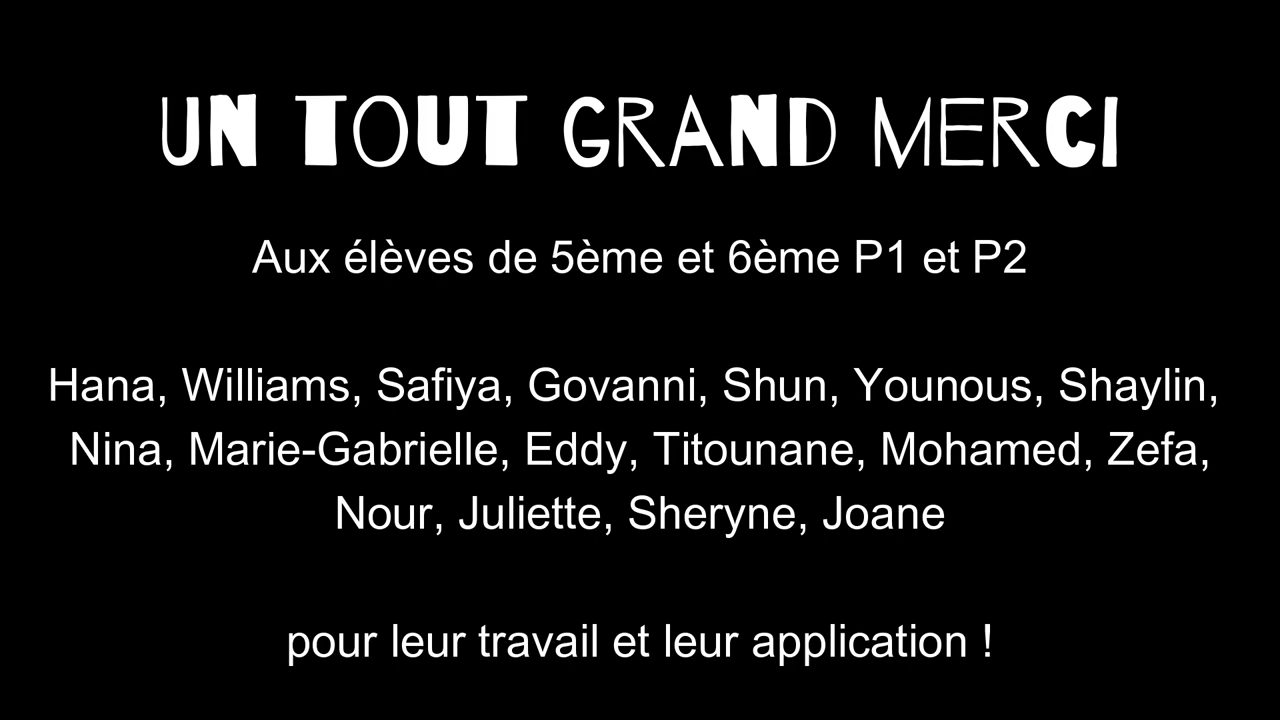 UN TOUT GRAND MERCI
Aux élèves de 5ème et 6ème P1 et P2
Hana, Williams, Safiya, Govanni, Shun, Younous, Shaylin,
Nina, Marie-Gabrielle, Eddy, Titounane, Mohamed, Zefa,
Nour, Juliette, Sheryne, Joane
pour leur travail et leur application !